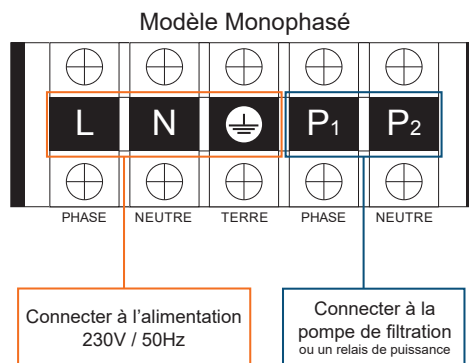 Modèle Monophasé
L N P1 P2
PHASE NEUTRE TERRE PHASE NEUTRE
Connecter à l'alimentation
230V / 50Hz
Connecter à la
pompe de filtration
ou un relais de puissance